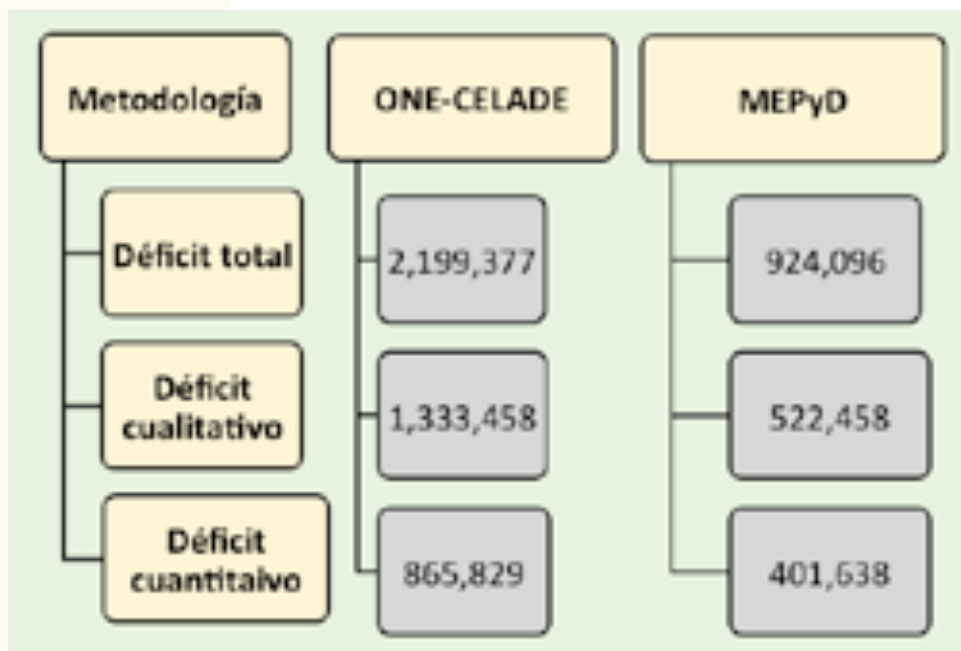 Metodología
ONE-CELADE
MEPyD
Déficit total
2,199,377
924,096
Déficit
cualitativo
1,333,458
522,458
Déficit
cuantitaivo
865,829
401,638